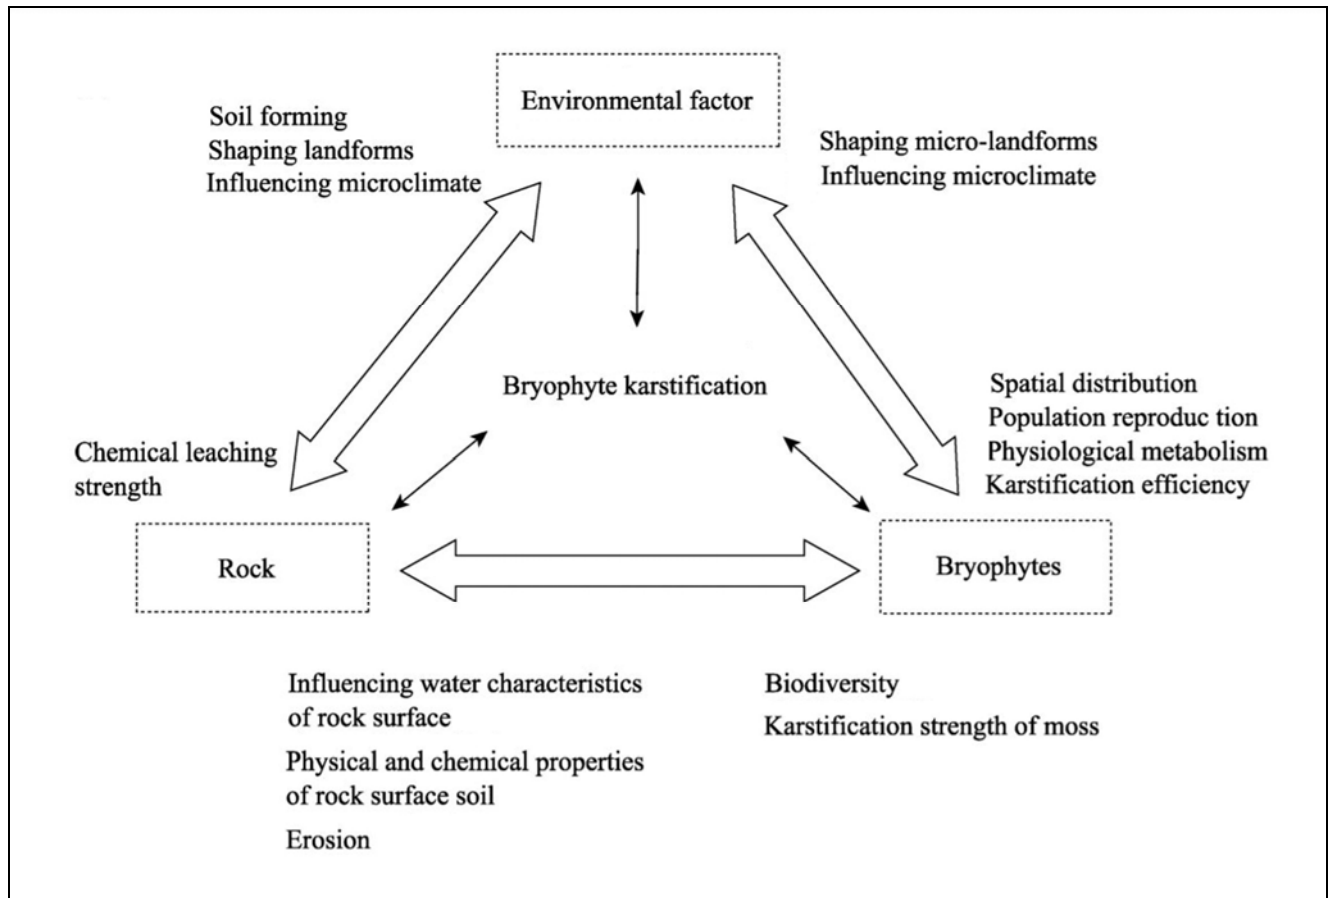 Environmental factor
Soil forming
Shaping landforms
Influencing microclimate
Shaping micro-landforms
Influencing microclimate
Bryophyte karstification
Spatial distribution
Population reproduc tion
Physiological metabolism
Karstification efficiency
Chemical leaching
strength
Rock
Bryophytes
Influencing water characteristics
of rock surface
Physical and chemical properties
of rock surface soil
Erosion
Biodiversity
Karstification strength of moss